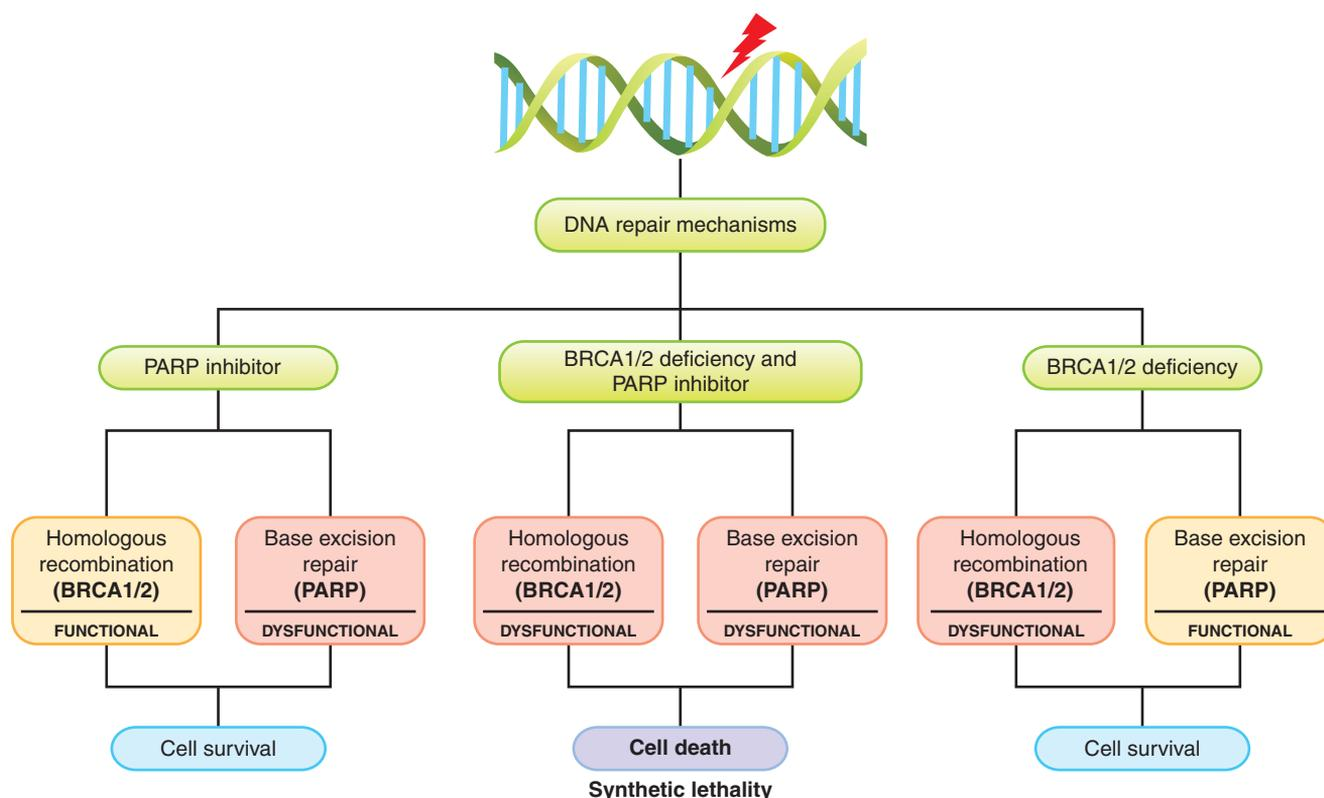 DNA repair mechanisms
PARP inhibitor
BRCA1/2 deficiency and
PARP inhibitor
BRCA1/2 deficiency
Homologous
recombination
(BRCA1/2)
FUNCTIONAL
Base excision
repair
(PARP)
DYSFUNCTIONAL
Homologous
recombination
(BRCA1/2)
DYSFUNCTIONAL
Base excision
repair
(PARP)
DYSFUNCTIONAL
Homologous
recombination
(BRCA1/2)
DYSFUNCTIONAL
Base excision
repair
(PARP)
FUNCTIONAL
Cell survival
Cell death
Synthetic lethality
Cell survival